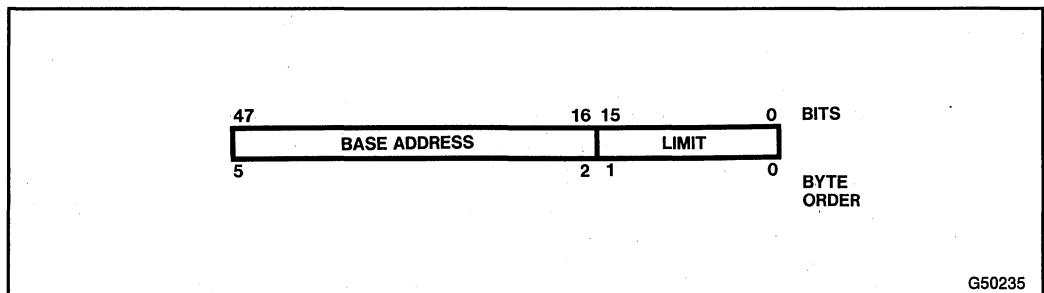 47 16 15 0 BITS
BASE ADDRESS LIMIT
5 2 1 0
BYTE
ORDER
G50235